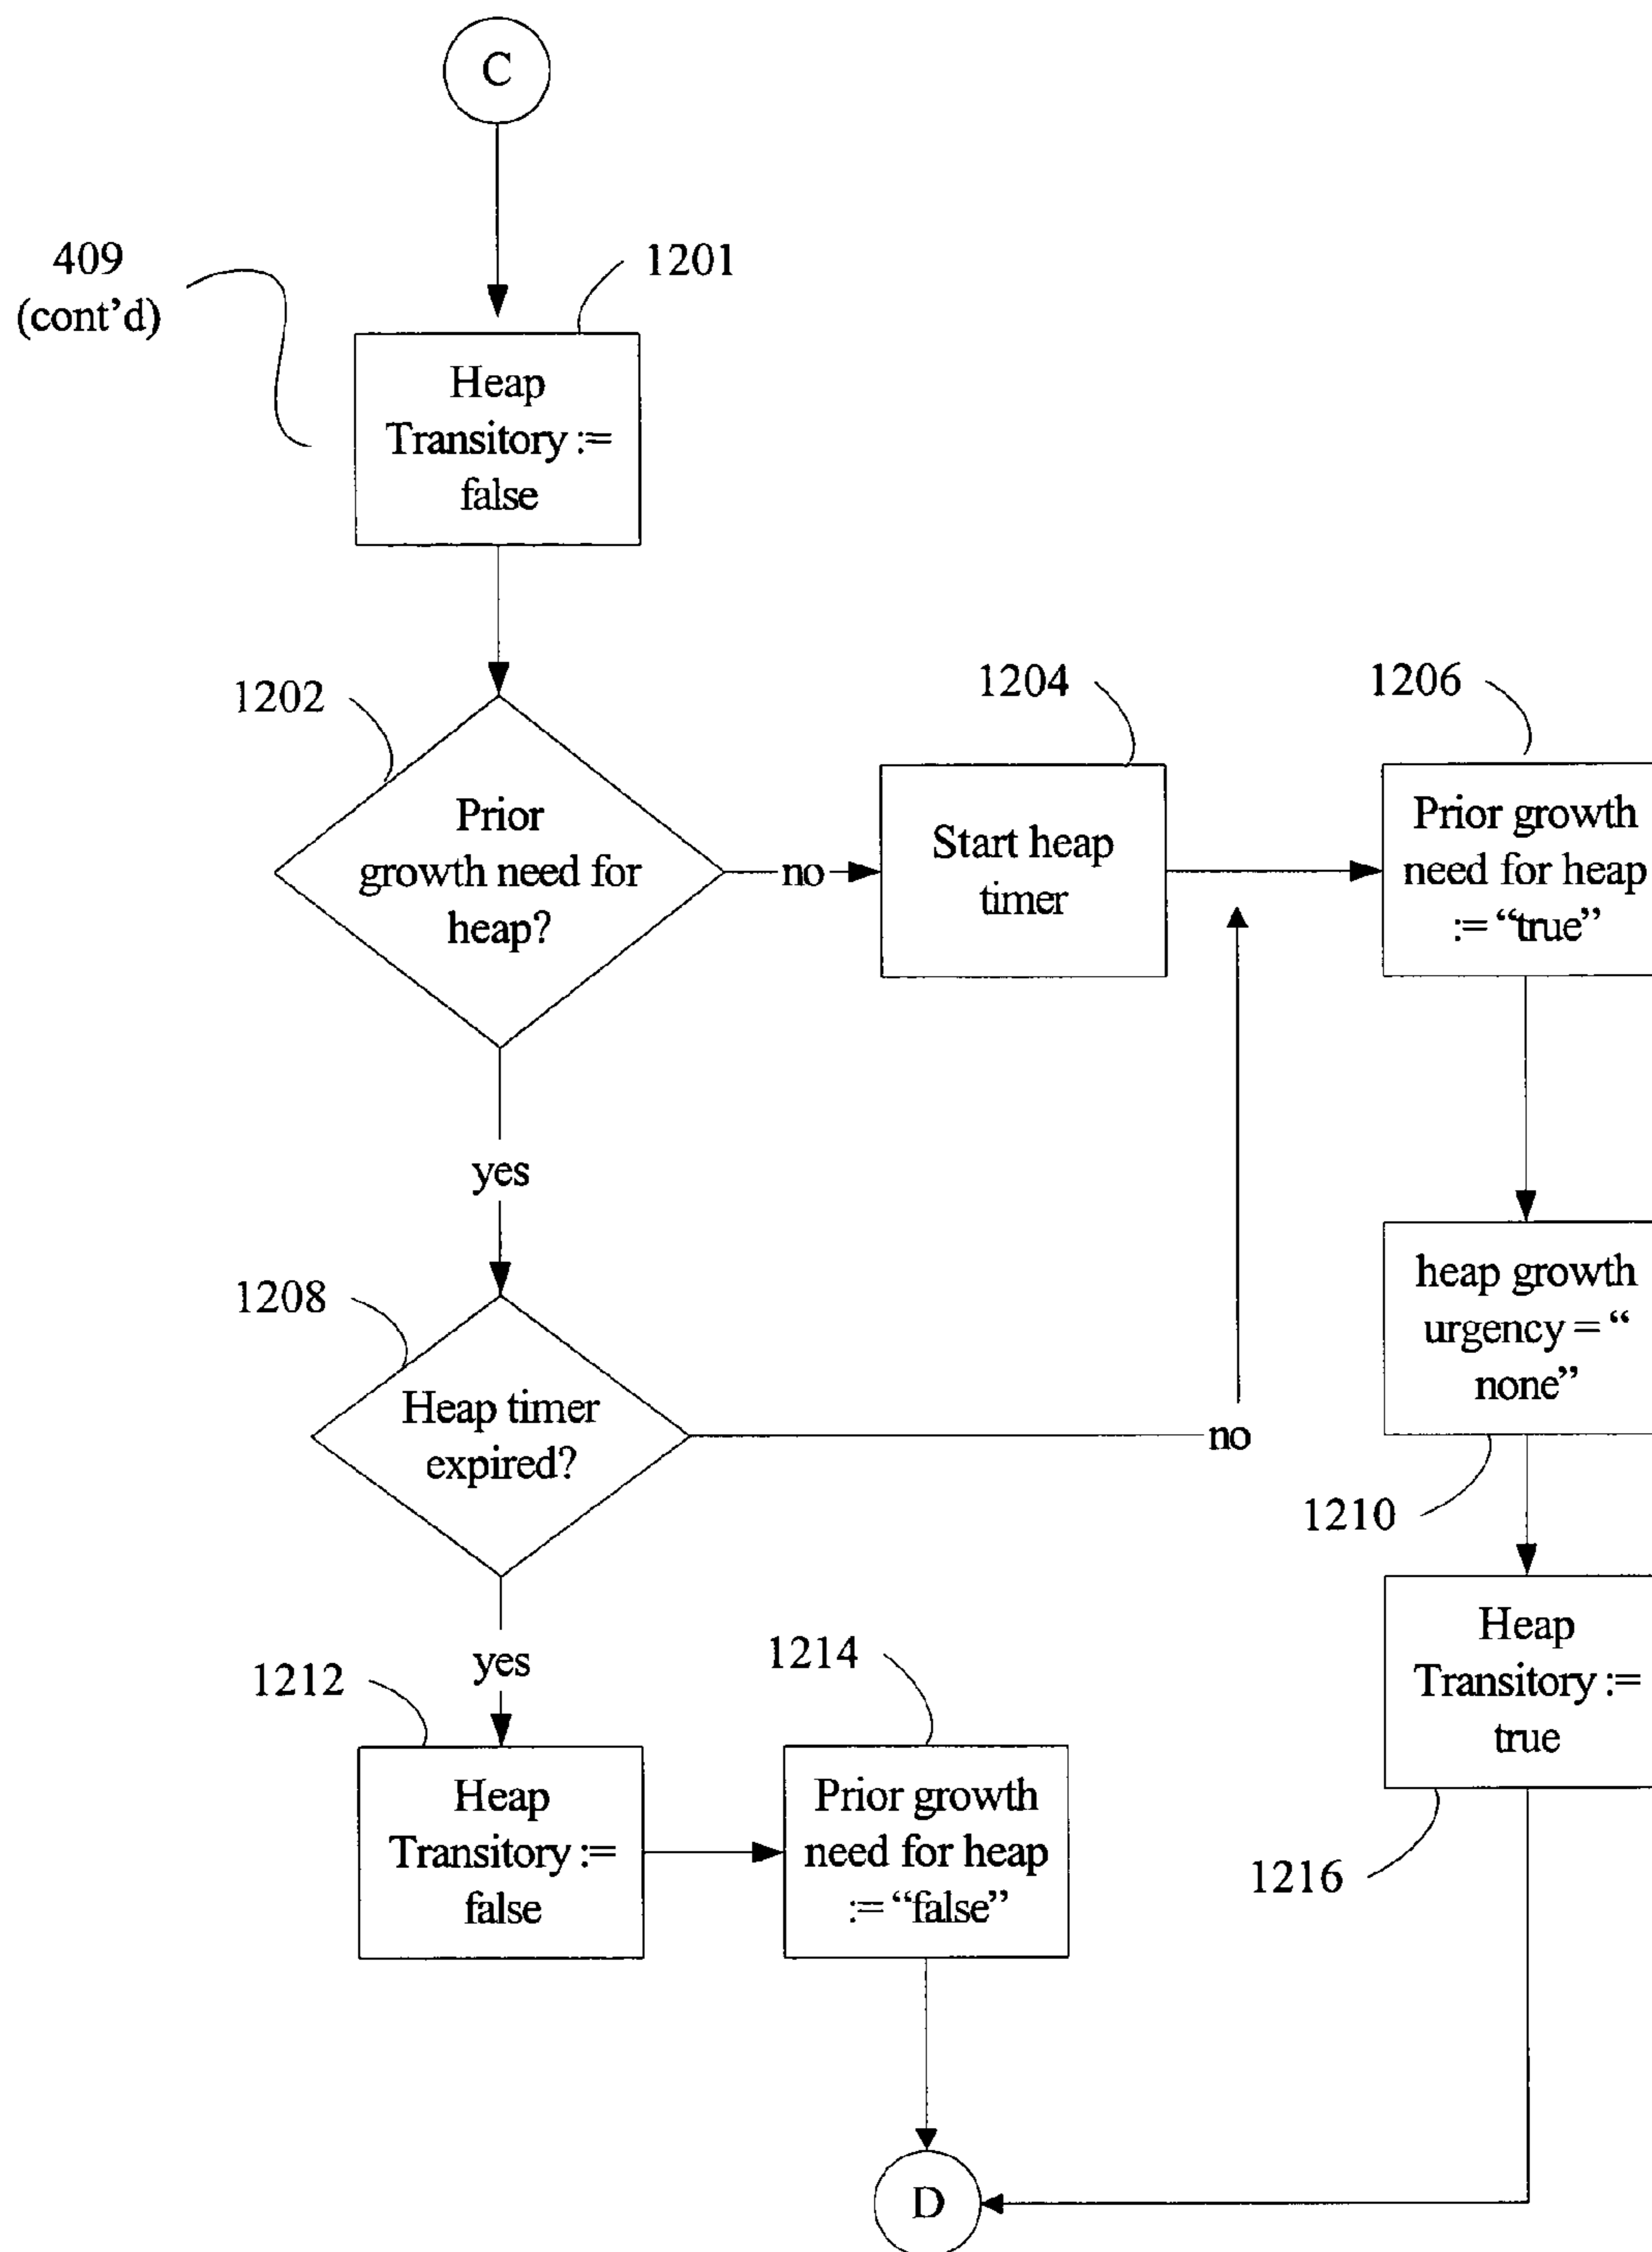 C
409
(cont’d)
1201
Heap
Transitory :=
false
1202
Prior
growth need for
heap?
no
1204
Start heap
timer
1206
Prior growth
need for heap
:= “true”
yes
1208
Heap timer
expired?
no
heap growth
urgency = “
none”
1210
yes
1212
Heap
Transitory :=
false
1214
Prior growth
need for heap
:= “false”
Heap
Transitory :=
true
1216
D